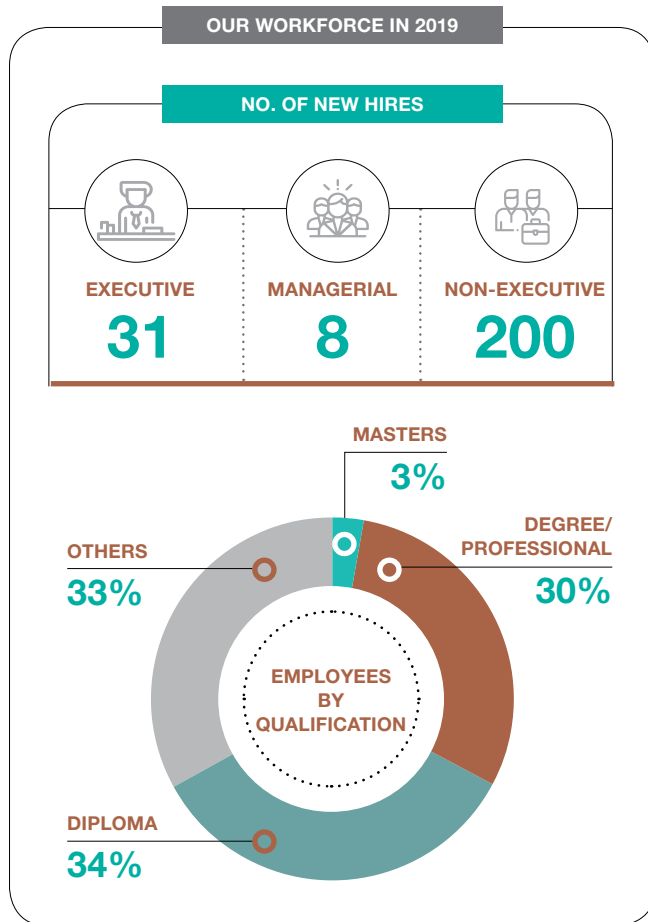 OUR WORKFORCE IN 2019
NO. OF NEW HIRES
EXECUTIVE
31
MANAGERIAL
8
NON-EXECUTIVE
200
MASTERS
3%
DEGREE/
PROFESSIONAL
30%
OTHERS
33%
EMPLOYEES
BY
QUALIFICATION
DIPLOMA
34%